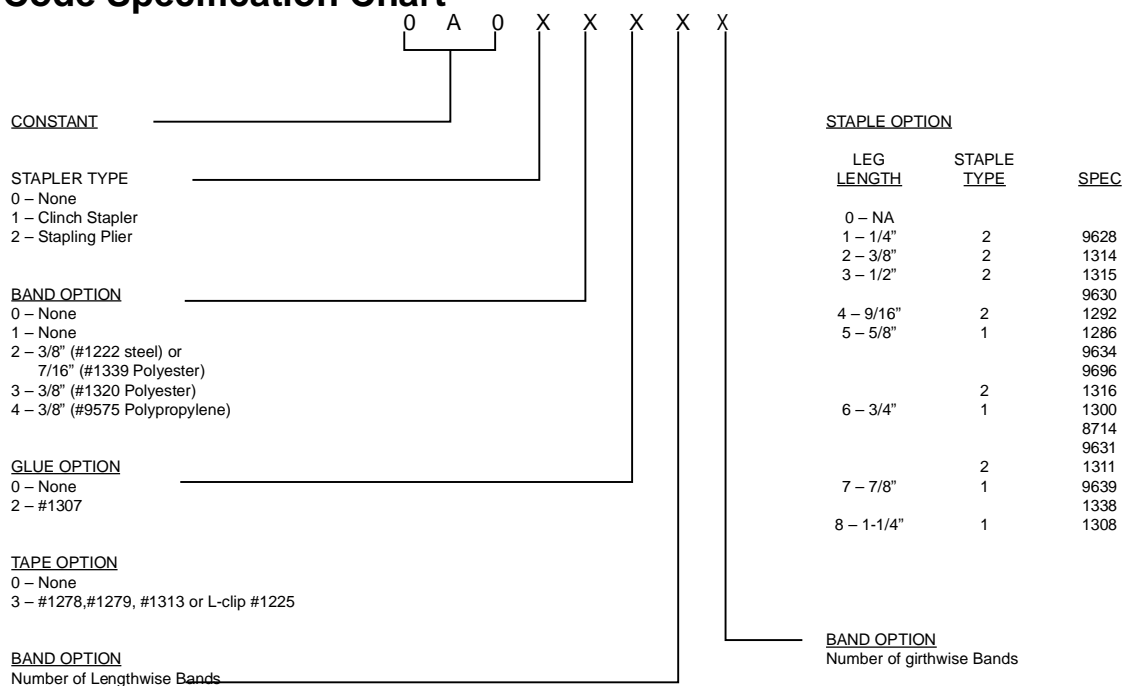 Code Specification Chart
0 A 0 X X X X X
CONSTANT
STAPLER TYPE
0 – None
1 – Clinch Stapler
2 – Stapling Plier
BAND OPTION
0 – None
1 – None
2 – 3/8” (#1222 steel) or
7/16” (#1339 Polyester)
3 – 3/8” (#1320 Polyester)
4 – 3/8” (#9575 Polypropylene)
GLUE OPTION
0 – None
2 – #1307
TAPE OPTION
0 – None
3 – #1278,#1279, #1313 or L-clip #1225
BAND OPTION
Number of Lengthwise Bands
STAPLE OPTION
LEG STAPLE
LENGTH TYPE SPEC
0 – NA
1 – 1/4” 2 9628
2 – 3/8” 2 1314
3 – 1/2” 2 1315
9630
4 – 9/16” 2 1292
5 – 5/8” 1 1286
9634
9696
2 1316
6 – 3/4” 1 1300
8714
9631
2 1311
7 – 7/8” 1 9639
1338
8 – 1-1/4” 1 1308
BAND OPTION
Number of girthwise Bands